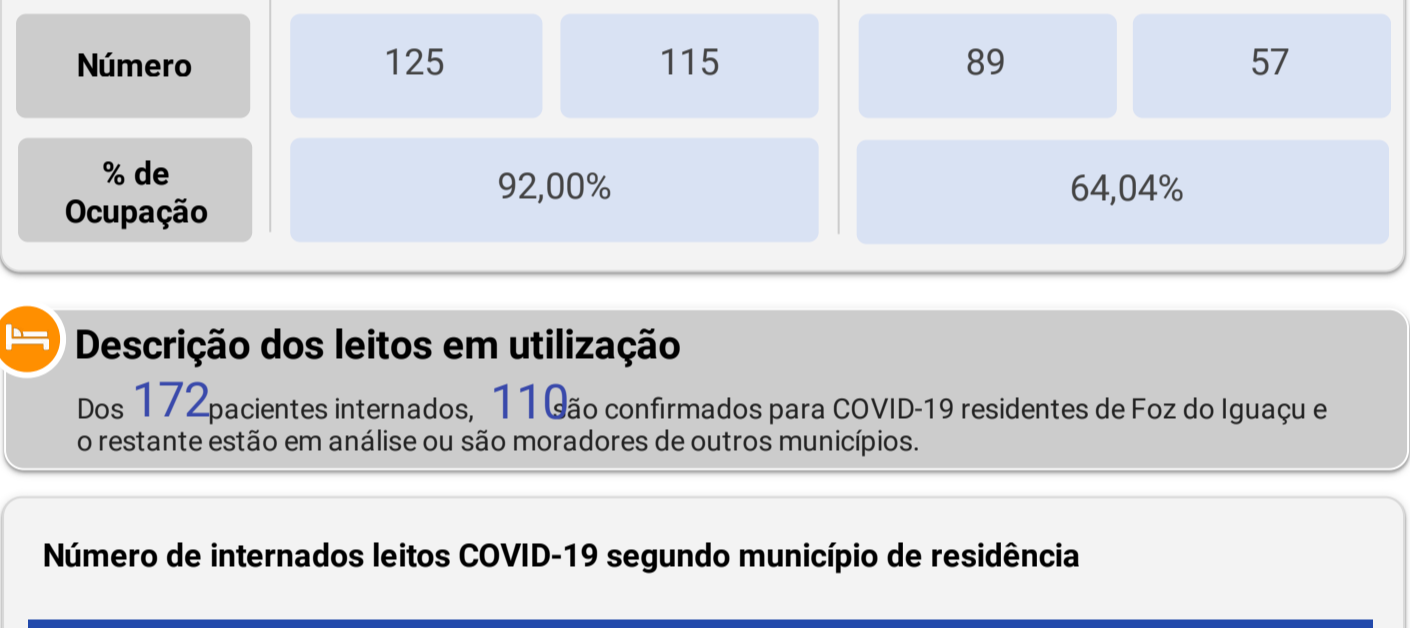 Número 125 115 89 57
% de
Ocupação 92,00% 64,04%
Descrição dos leitos em utilização
Dos 172 pacientes internados, 110 são confirmados para COVID-19 residentes de Foz do Iguaçu e
o restante estão em análise ou são moradores de outros municípios.
Número de internados leitos COVID-19 segundo município de residência